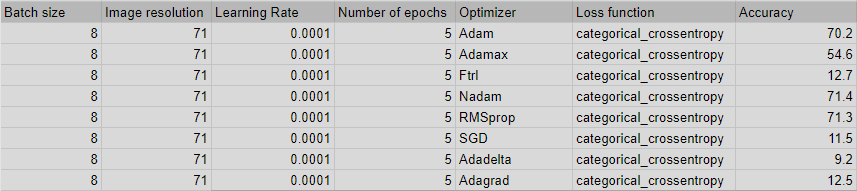 Batch size Image resolution Learning Rate Number of epochs Optimizer Loss function Accuracy
8 71 0.0001 5 Adam categorical_crossentropy 70.2
8 71 0.0001 5 Adamax categorical_crossentropy 54.6
8 71 0.0001 5 Ftrl categorical_crossentropy 12.7
8 71 0.0001 5 Nadam categorical_crossentropy 71.4
8 71 0.0001 5 RMSprop categorical_crossentropy 71.3
8 71 0.0001 5 SGD categorical_crossentropy 11.5
8 71 0.0001 5 Adadelta categorical_crossentropy 9.2
8 71 0.0001 5 Adagrad categorical_crossentropy 12.5